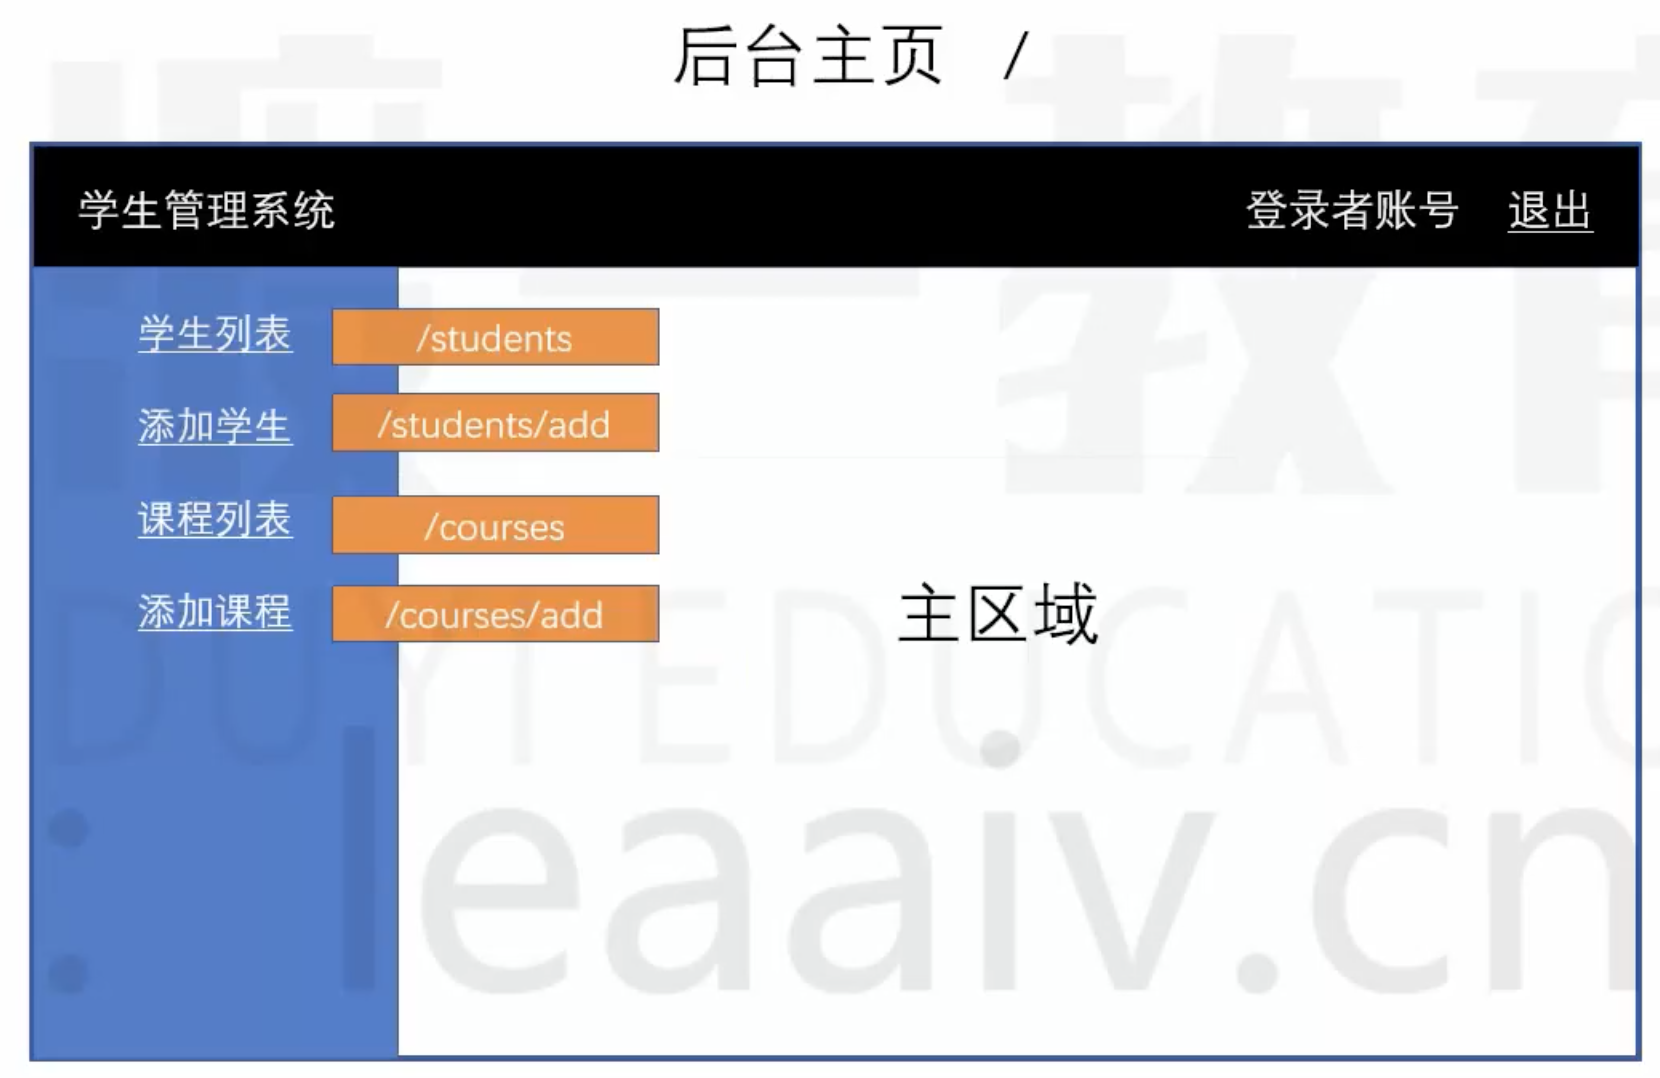 后台主页 /
学生管理系统 登录者账号 退出
学生列表 /students
添加学生 /students/add
课程列表 /courses
添加课程 /courses/add
主区域
教育
DUYI EDUCATIO
leaaiv.cn